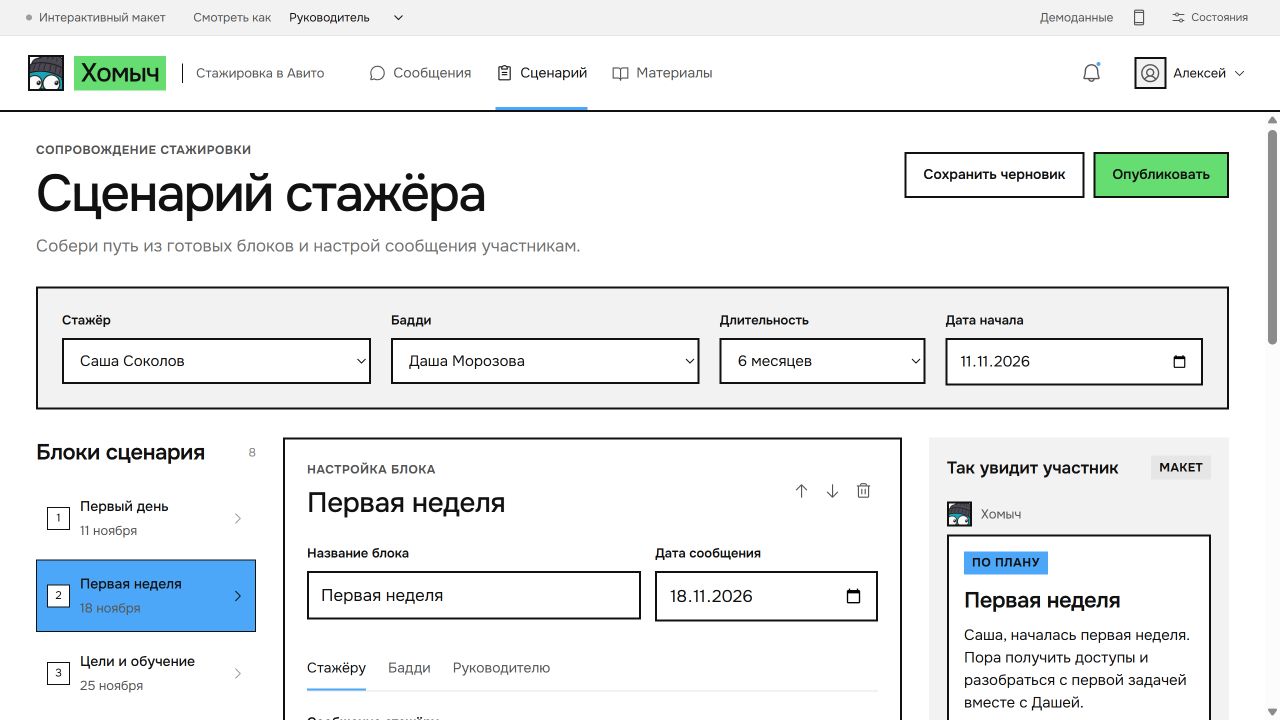 Интерактивный макет Смотреть как Руководитель Демоданные Состояния
Хомыч Стажировка в Авито Сообщения Сценарий Материалы Алексей
СОПРОВОЖДЕНИЕ СТАЖИРОВКИ
Сценарий стажёра
Собери путь из готовых блоков и настрой сообщения участникам.
Сохранить черновик Опубликовать
Стажёр Бадди Длительность Дата начала
Саша Соколов Даша Морозова 6 месяцев 11.11.2026
Блоки сценария 8
1 Первый день
11 ноября
2 Первая неделя
18 ноября
3 Цели и обучение
25 ноября
НАСТРОЙКА БЛОКА
Первая неделя
Название блока Дата сообщения
Первая неделя 18.11.2026
Стажёру Бадди Руководителю
Так увидит участник МАКЕТ
Хомыч
ПО ПЛАНУ
Первая неделя
Саша, началась первая неделя.
Пора получить доступы и
разобраться с первой задачей
вместе с Дашей.